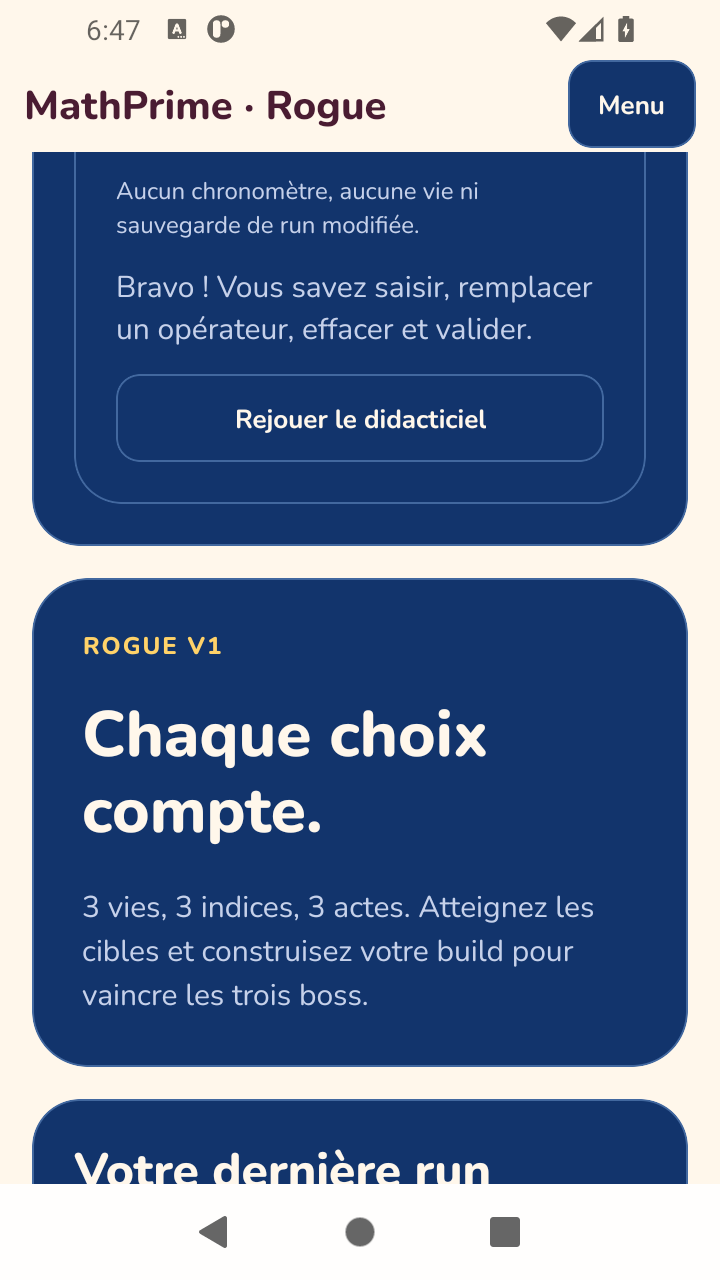 6:47
MathPrime · Rogue
Menu
Aucun chronomètre, aucune vie ni
sauvegarde de run modifiée.
Bravo ! Vous savez saisir, remplacer
un opérateur, effacer et valider.
Rejouer le didacticiel
ROGUE V1
Chaque choix
compte.
3 vies, 3 indices, 3 actes. Atteignez les
cibles et construisez votre build pour
vaincre les trois boss.
Votre dernière run